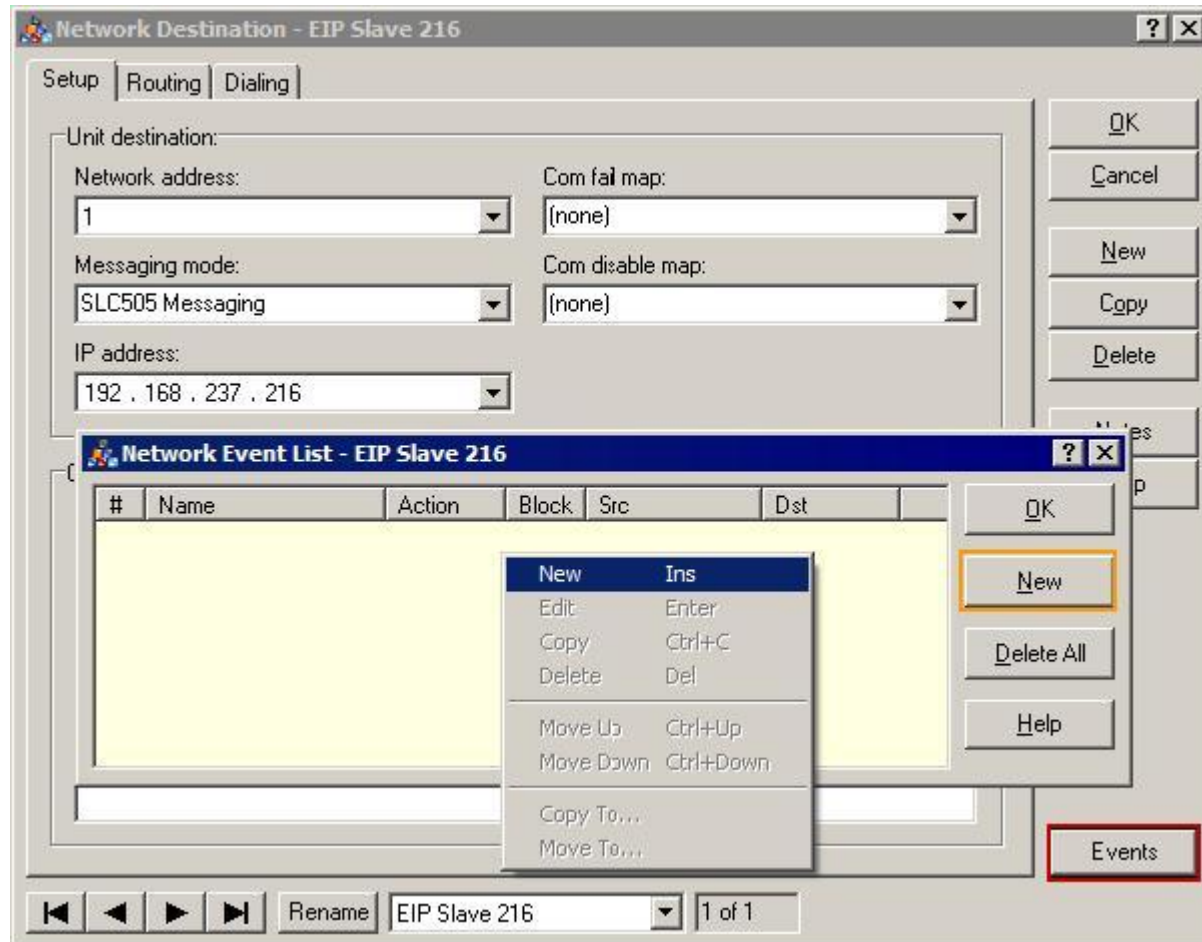 Network Destination - EIP Slave 216
Setup Routing Dialing
Unit destination:
Network address:
1
Com fail map:
(none)
Messaging mode:
SLC505 Messaging
Com disable map:
(none)
IP address:
192 . 168 . 237 . 216
OK
Cancel
New
Copy
Delete
Network Event List - EIP Slave 216
# Name Action Block Src Dst
New Ins
Edit Enter
Copy Ctrl+C
Delete Del
Move Up Ctrl+Up
Move Down Ctrl+Down
Copy To...
Move To...
OK
New
Delete All
Help
Events
Rename EIP Slave 216 1 of 1